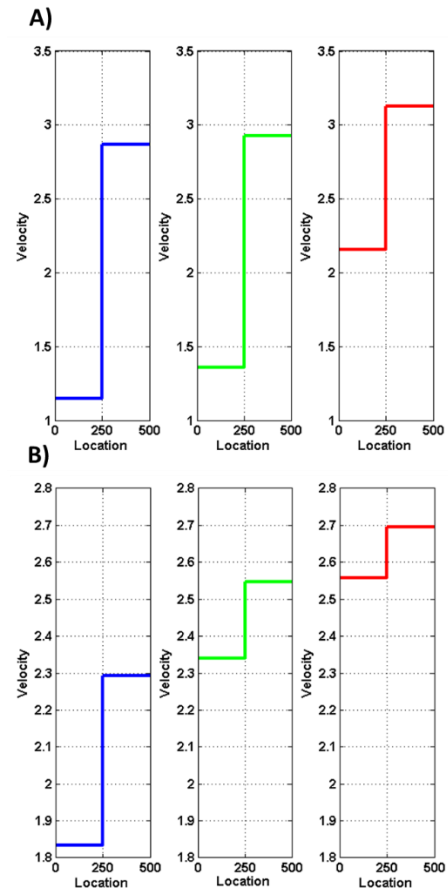 A)
3.5 3.5 3.5
3 3 3
2.5 2.5 2.5
Velocity Velocity Velocity
2 2 2
1.5 1.5 1.5
1 1 1
0 250 500 0 250 500 0 250 500
Location Location Location
B)
2.8 2.8 2.8
2.7 2.7 2.7
2.6 2.6 2.6
2.5 2.5 2.5
2.4 2.4 2.4
Velocity Velocity Velocity
2.3 2.3 2.3
2.2 2.2 2.2
2.1 2.1 2.1
2 2 2
1.9 1.9 1.9
1.8 1.8 1.8
0 250 500 0 250 500 0 250 500
Location Location Location